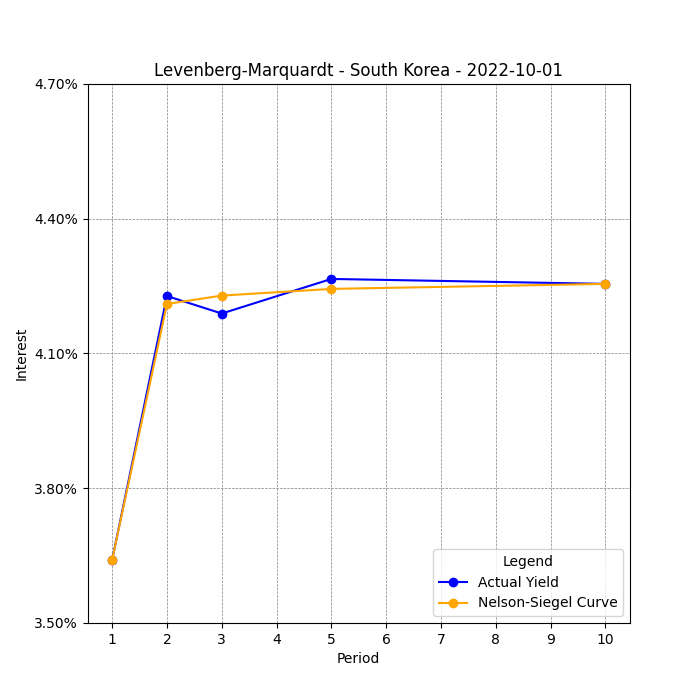 Levenberg-Marquardt - South Korea - 2022-10-01
4.70%
4.40%
4.10%
3.80%
3.50%
Interest
1 2 3 4 5 6 7 8 9 10
Period
Legend
Actual Yield
Nelson-Siegel Curve